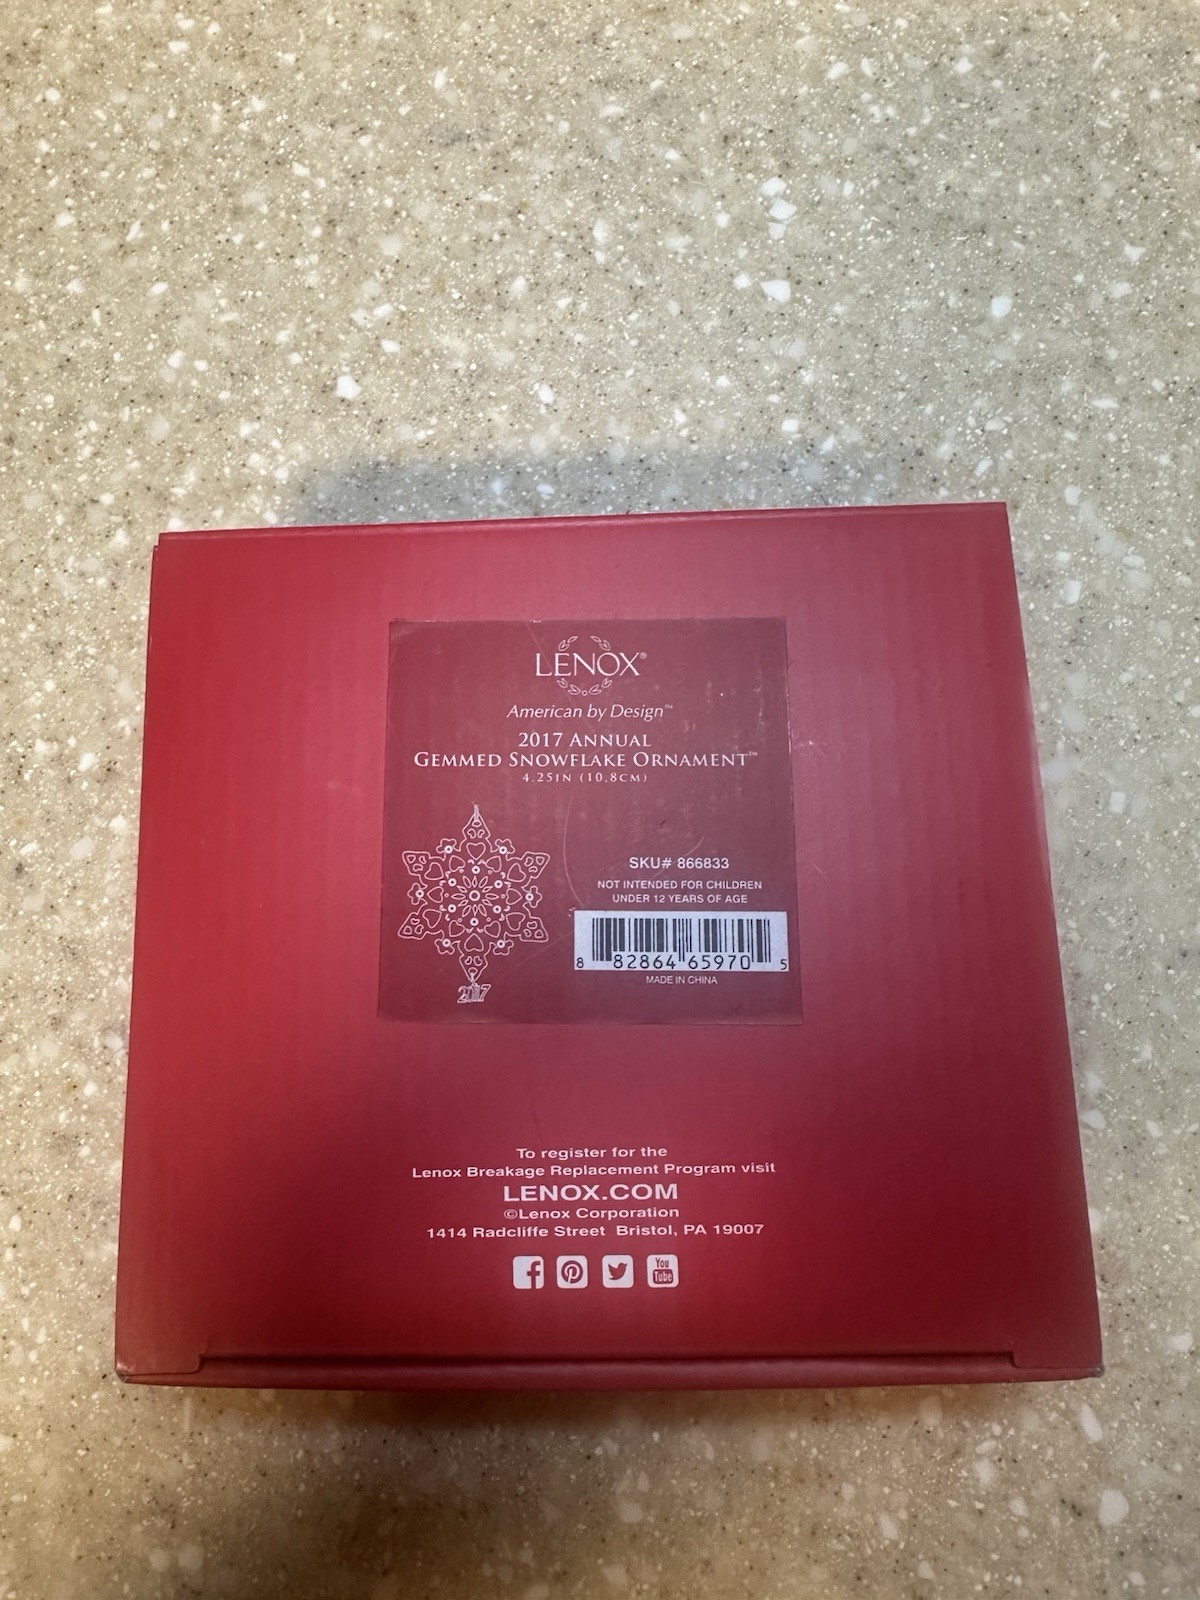 LENOX®
American by Design™
2017 ANNUAL
GEMMED SNOWFLAKE ORNAMENT™
4.25IN (10.8CM)
2017
SKU# 866833
NOT INTENDED FOR CHILDREN
UNDER 12 YEARS OF AGE
8 82864 65970 5
MADE IN CHINA
To register for the
Lenox Breakage Replacement Program visit
LENOX.COM
©Lenox Corporation
1414 Radcliffe Street Bristol, PA 19007
You
Tube